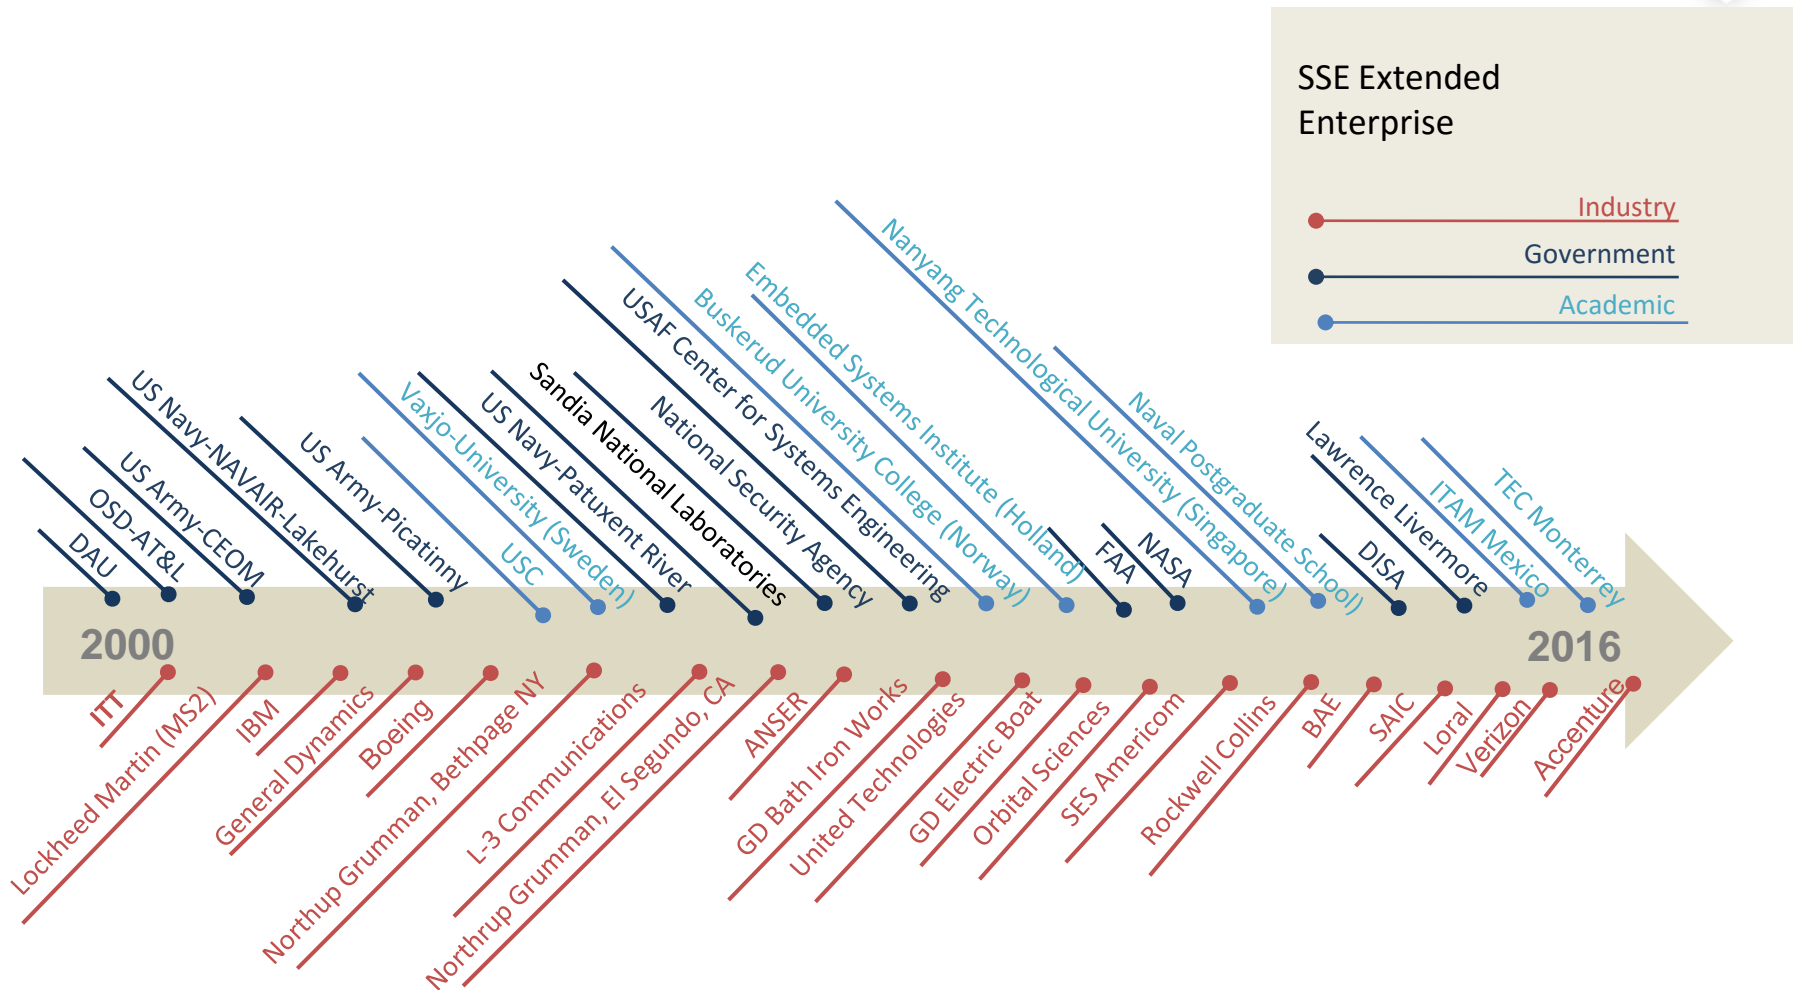 SSE Extended
Enterprise
Industry
Government
Academic
DAU
OSD-AT&L
US Army-CEOM
US Navy-NAVAIR-Lakehurst
US Army-Picatinny
USC
Vaxjo-University (Sweden)
US Navy-Patuxent River
Sandia National Laboratories
National Security Agency
USAF Center for Systems Engineering
Buskerud University College (Norway)
Embedded Systems Institute (Holland)
FAA
NASA
Nanyang Technological University (Singapore)
Naval Postgraduate School)
DISA
Lawrence Livermore
ITAM Mexico
TEC Monterrey
2000
2016
ITT
Lockheed Martin (MS2)
IBM
General Dynamics
Boeing
Northup Grumman, Bethpage NY
L-3 Communications
Northrup Grumman, El Segundo, CA
ANSER
GD Bath Iron Works
United Technologies
GD Electric Boat
Orbital Sciences
SES Americom
Rockwell Collins
BAE
SAIC
Loral
Verizon
Accenture